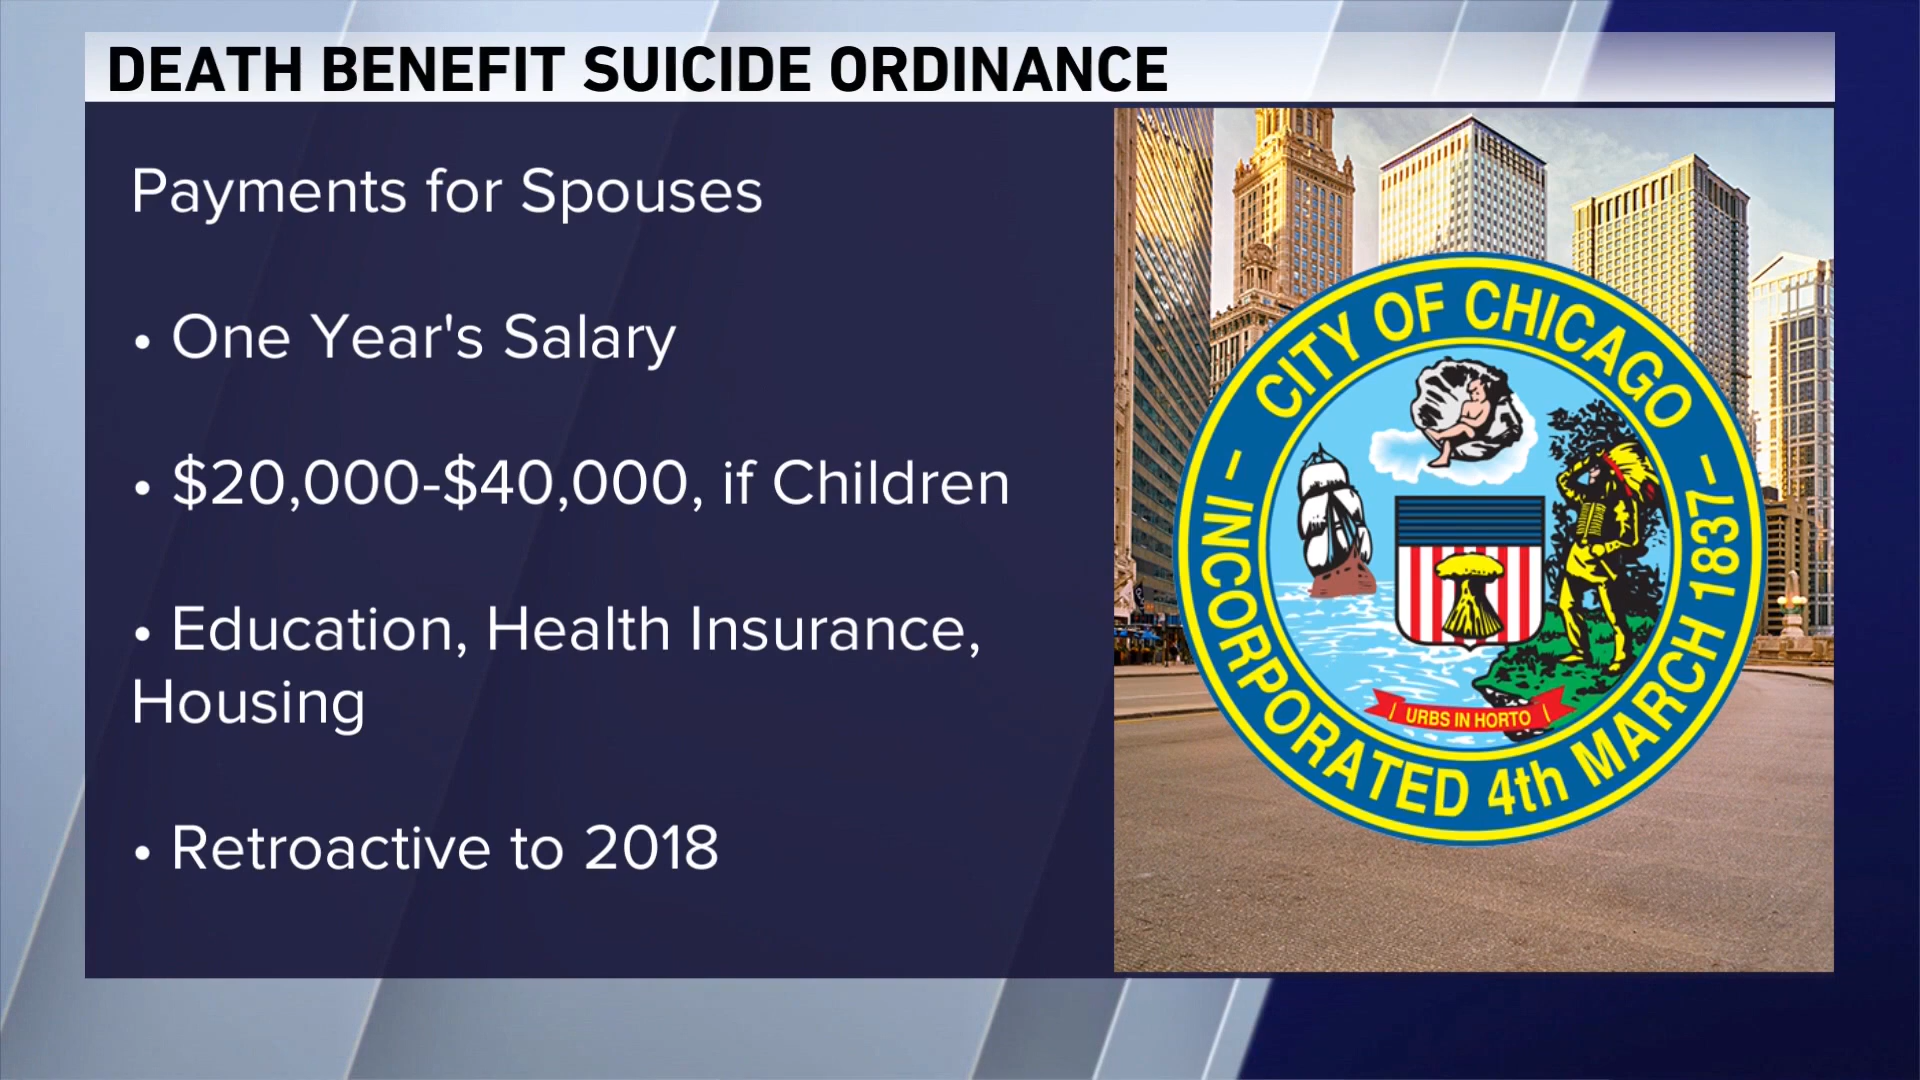 DEATH BENEFIT SUICIDE ORDINANCE
Payments for Spouses
• One Year's Salary
• $20,000-$40,000, if Children
• Education, Health Insurance,
Housing
• Retroactive to 2018
CITY OF CHICAGO
- INCORPORATED 4th MARCH 1837 -
URBS IN HORTO